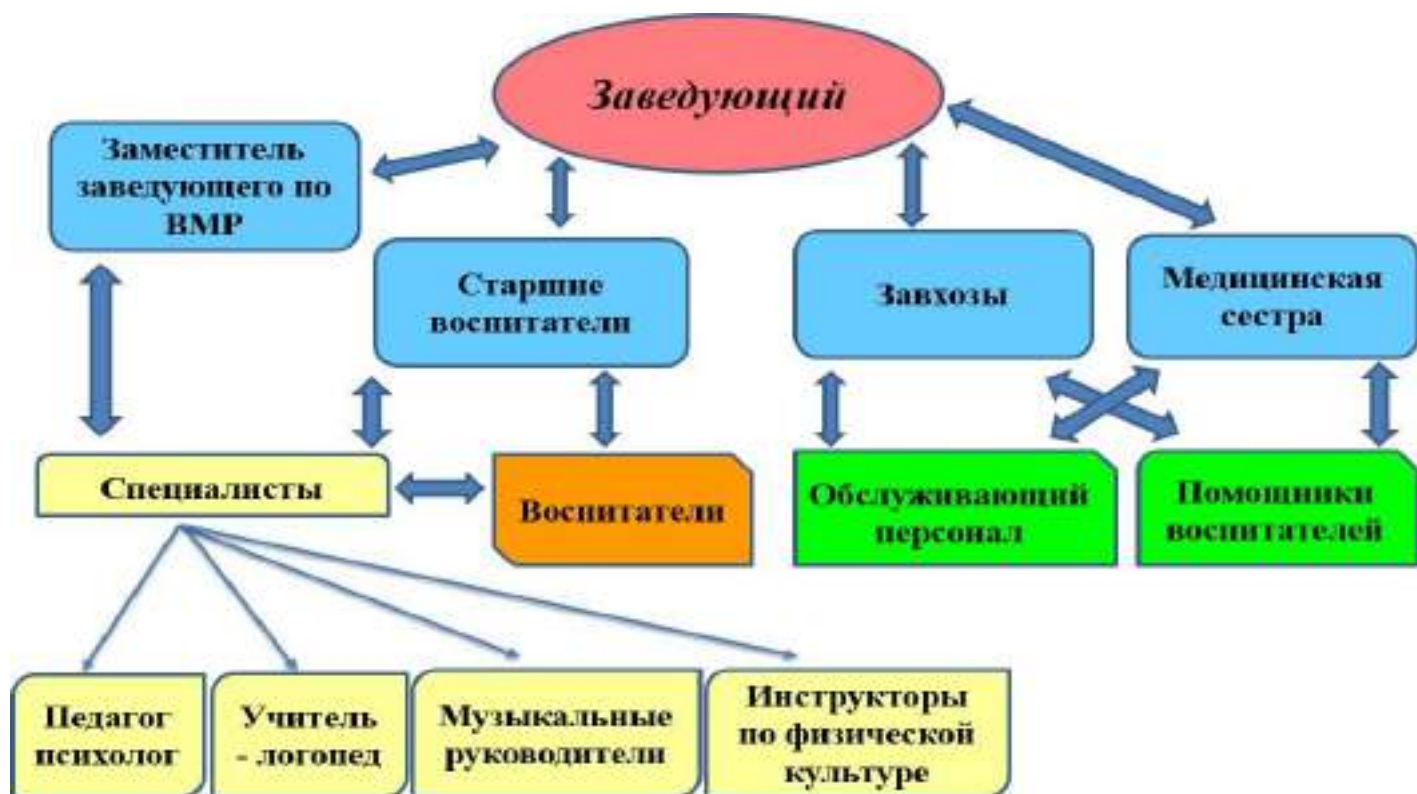 Заведующий
Заместитель
заведующего по
ВМР
Старшие
воспитатели
Завхозы
Медицинская
сестра
Специалисты
Воспитатели
Обслуживающий
персонал
Помощники
воспитателей
Педагог
психолог
Учитель
- логопед
Музыкальные
руководители
Инструкторы
по физической
культуре